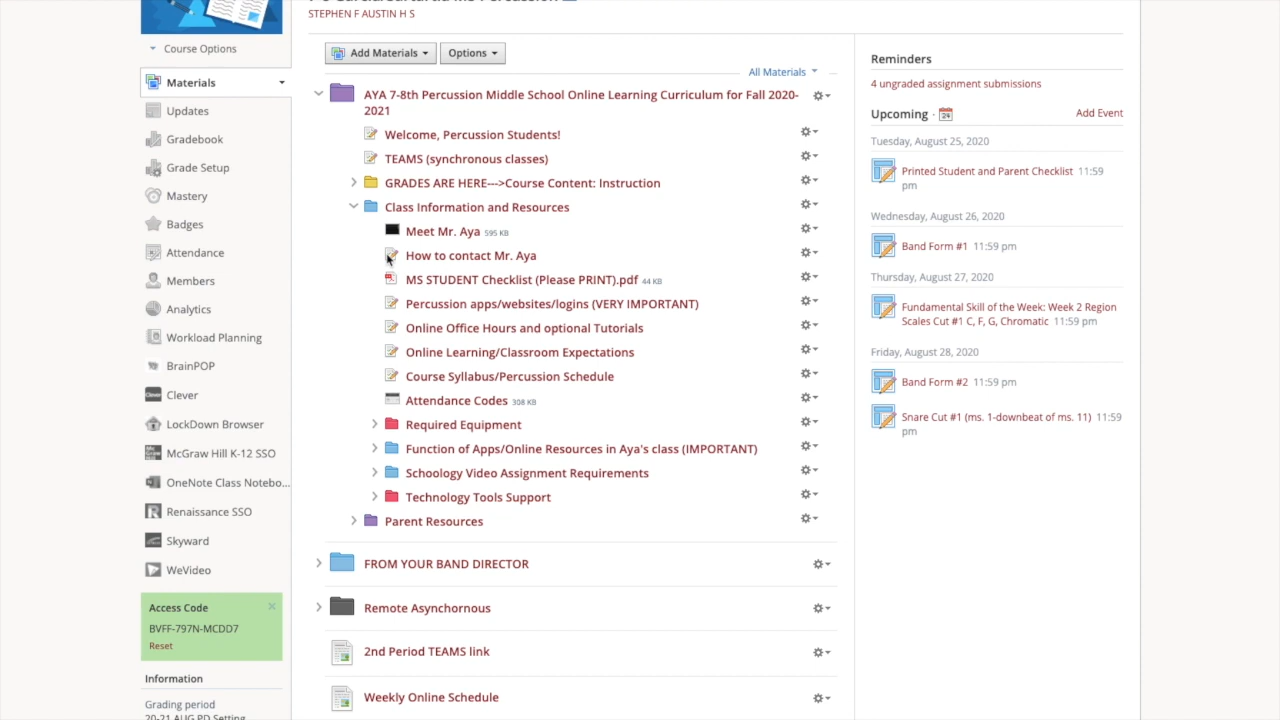 STEPHEN F AUSTIN H S
Course Options
Materials
Updates
Gradebook
Grade Setup
Mastery
Badges
Attendance
Members
Analytics
Workload Planning
BrainPOP
Clever
LockDown Browser
McGraw Hill K-12 SSO
OneNote Class Notebo...
Renaissance SSO
Skyward
WeVideo
Access Code
BVFF-797N-MCDD7
Reset
Information
Grading period
Add Materials
Options
All Materials
AYA 7-8th Percussion Middle School Online Learning Curriculum for Fall 2020-
2021
Welcome, Percussion Students!
TEAMS (synchronous classes)
GRADES ARE HERE--->Course Content: Instruction
Class Information and Resources
Meet Mr. Aya 595 KB
How to contact Mr. Aya
MS STUDENT Checklist (Please PRINT).pdf 44 KB
Percussion apps/websites/logins (VERY IMPORTANT)
Online Office Hours and optional Tutorials
Online Learning/Classroom Expectations
Course Syllabus/Percussion Schedule
Attendance Codes 308 KB
Required Equipment
Function of Apps/Online Resources in Aya's class (IMPORTANT)
Schoology Video Assignment Requirements
Technology Tools Support
Parent Resources
FROM YOUR BAND DIRECTOR
Remote Asynchornous
2nd Period TEAMS link
Weekly Online Schedule
Reminders
4 ungraded assignment submissions
Upcoming · Add Event
Tuesday, August 25, 2020
Printed Student and Parent Checklist 11:59
pm
Wednesday, August 26, 2020
Band Form #1 11:59 pm
Thursday, August 27, 2020
Fundamental Skill of the Week: Week 2 Region
Scales Cut #1 C, F, G, Chromatic 11:59 pm
Friday, August 28, 2020
Band Form #2 11:59 pm
Snare Cut #1 (ms. 1-downbeat of ms. 11) 11:59
pm